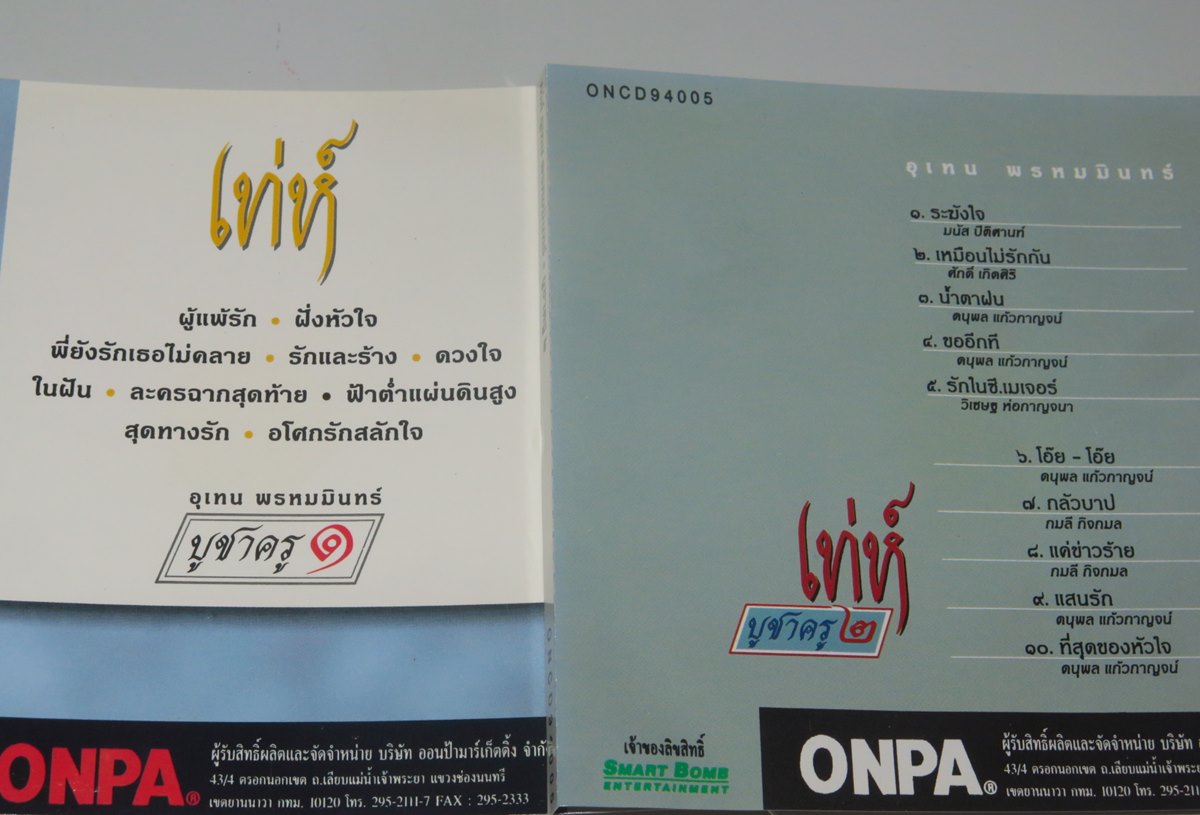 เท่ห์
ผู้แพ้รัก • ฝั่งหัวใจ
พี่ยังรักเธอไม่คลาย • รักและร้าง • ดวงใจ
ในฝัน • ละครฉากสุดท้าย • ฟ้าต่ำแผ่นดินสูง
สุดทางรัก • อโศกรักสลักใจ
อุเทน พรหมมินทร์
บูชาครู ๑
ONPA®
ผู้รับสิทธิ์ผลิตและจัดจำหน่าย บริษัท ออนป้ามาร์เก็ตติ้ง
43/4 ตรอกนอกเขต ถ.เลียบแม่น้ำเจ้าพระยา แขวงช่องนนทรี
เขตยานนาวา กทม. 10120 โทร. 295-2111-7 FAX : 295-2333
ONCD94005
อุเทน พรหมมินทร์
๑. ระฆังใจ
มนัส ปิติศานท์
๒. เหมือนไม่รักกัน
ศักดิ์ เกิดศิริ
๓. น้ำตาฝน
ดนุพล แก้วกาญจน์
๔. ขออีกที
ดนุพล แก้วกาญจน์
๕. รักในซี.เมเจอร์
วิเชษฐ ห่อกาญจนา
๖. โอ๊ย - โอ๊ย
ดนุพล แก้วกาญจน์
๗. กลัวบาป
กมลี กิจกมล
๘. แด่ข่าวร้าย
กมลี กิจกมล
๙. แสนรัก
ดนุพล แก้วกาญจน์
๑๐. ที่สุดของหัวใจ
ดนุพล แก้วกาญจน์
เท่ห์
บูชาครู ๒
เจ้าของลิขสิทธิ์
SMART BOMB
ENTERTAINMENT
ONPA®
ผู้รับสิทธิ์ผลิตและจัดจำหน่าย บริษัท
43/4 ตรอกนอกเขต ถ.เลียบแม่น้ำเจ้าพระยา
เขตยานนาวา กทม. 10120 โทร.